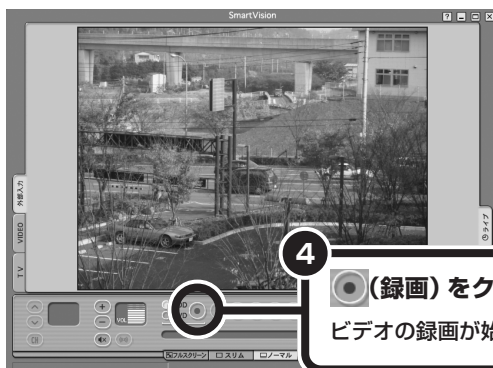 SmartVision
外部入力
VIDEO
TV
ライブ
VOL
フルスクリーン スリム ノーマル
4
(録画)をク
ビデオの録画が始